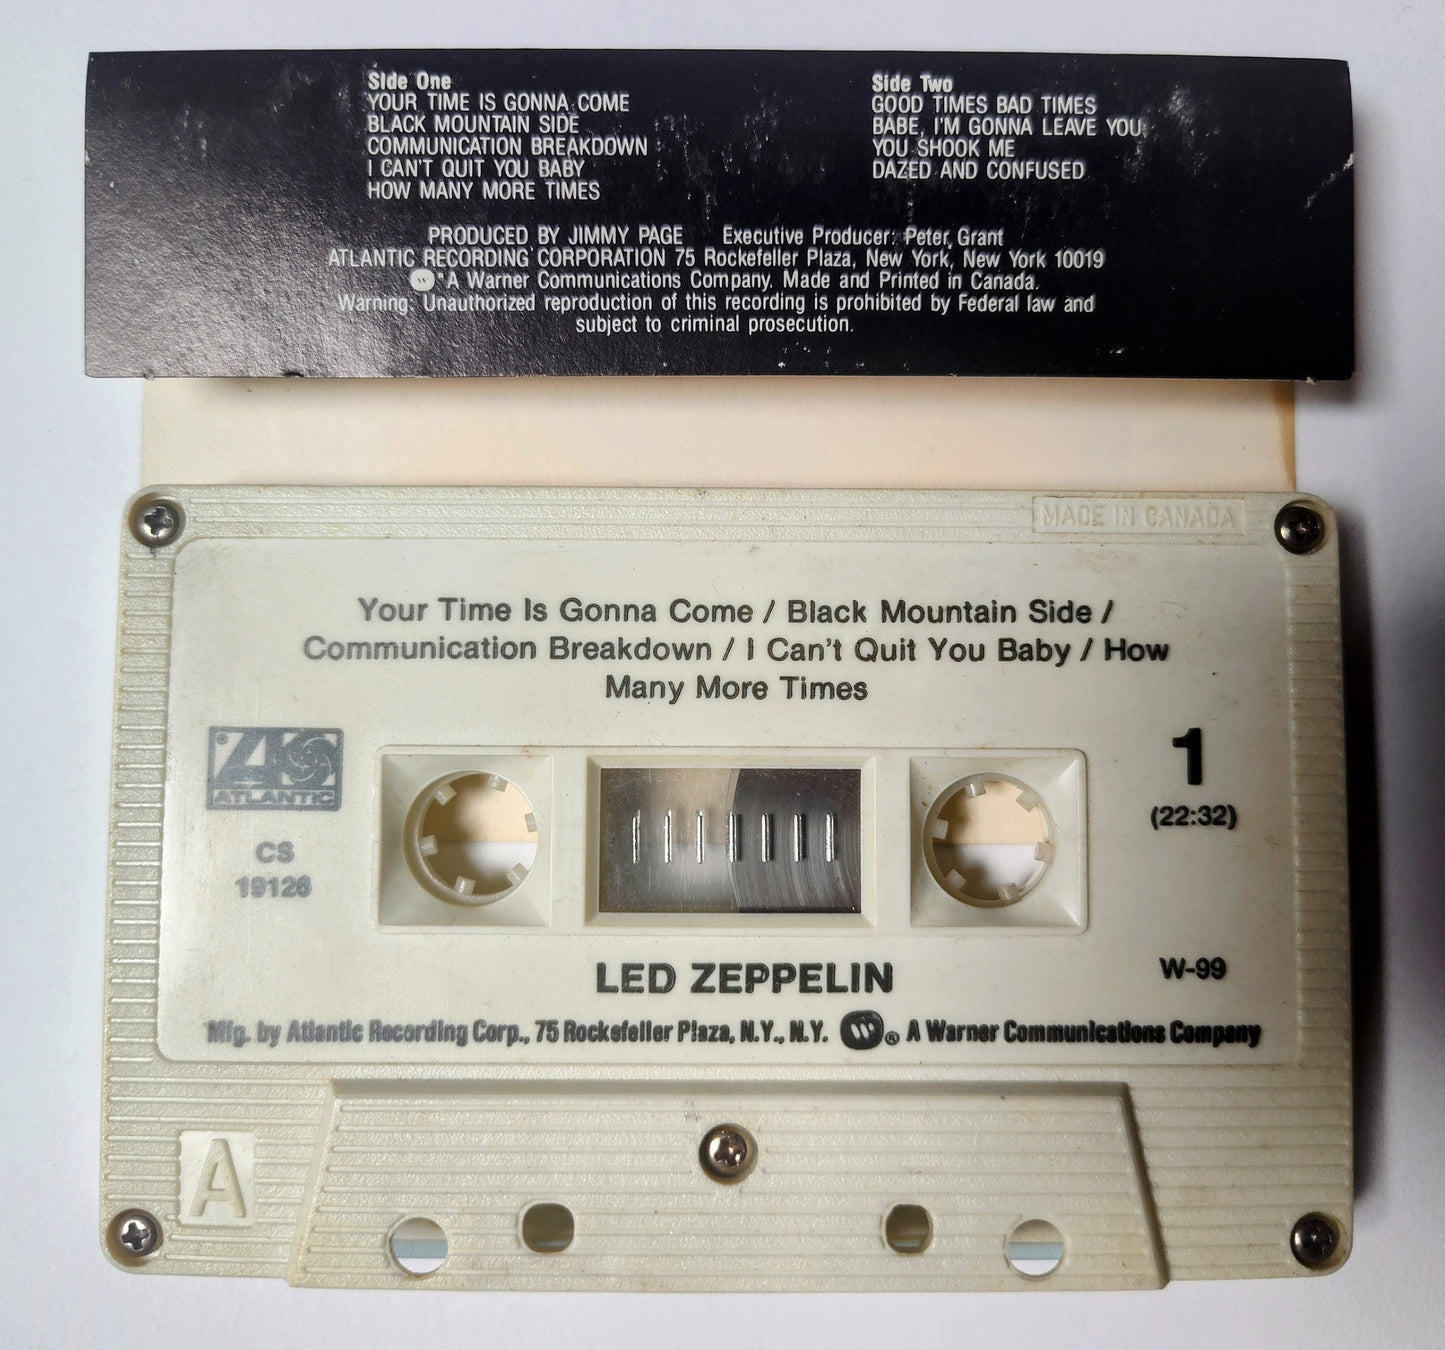 Side One
YOUR TIME IS GONNA COME
BLACK MOUNTAIN SIDE
COMMUNICATION BREAKDOWN
I CAN'T QUIT YOU BABY
HOW MANY MORE TIMES
Side Two
GOOD TIMES BAD TIMES
BABE, I'M GONNA LEAVE YOU
YOU SHOOK ME
DAZED AND CONFUSED
PRODUCED BY JIMMY PAGE Executive Producer: Peter Grant
ATLANTIC RECORDING CORPORATION 75 Rockefeller Plaza, New York, New York 10019
A Warner Communications Company. Made and Printed in Canada.
Warning: Unauthorized reproduction of this recording is prohibited by Federal law and
subject to criminal prosecution.
MADE IN CANADA
Your Time Is Gonna Come / Black Mountain Side /
Communication Breakdown / I Can't Quit You Baby / How
Many More Times
ATLANTIC
CS
19126
1
(22:32)
LED ZEPPELIN
W-99
Mfg. by Atlantic Recording Corp., 75 Rockefeller Plaza, N.Y., N.Y. W ® A Warner Communications Company
A